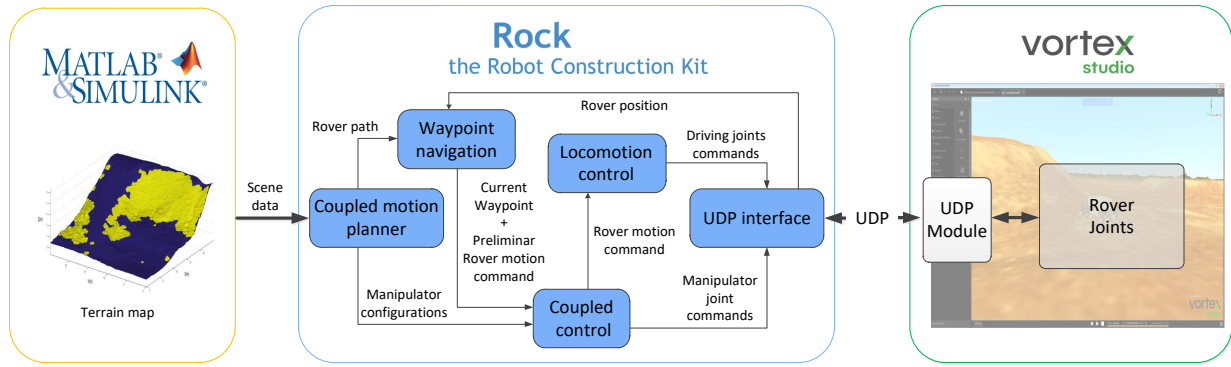 MATLAB®
&SIMULINK®
Terrain map
Scene
data
Rock
the Robot Construction Kit
Rover position
Rover path
Waypoint
navigation
Locomotion
control
Driving joints
commands
Coupled motion
planner
Current
Waypoint
+
Preliminar
Rover motion
command
Rover motion
command
UDP interface
Manipulator
configurations
Coupled
control
Manipulator
joint
commands
UDP
vortex
studio
UDP
Module
Rover
Joints
vortex
studio